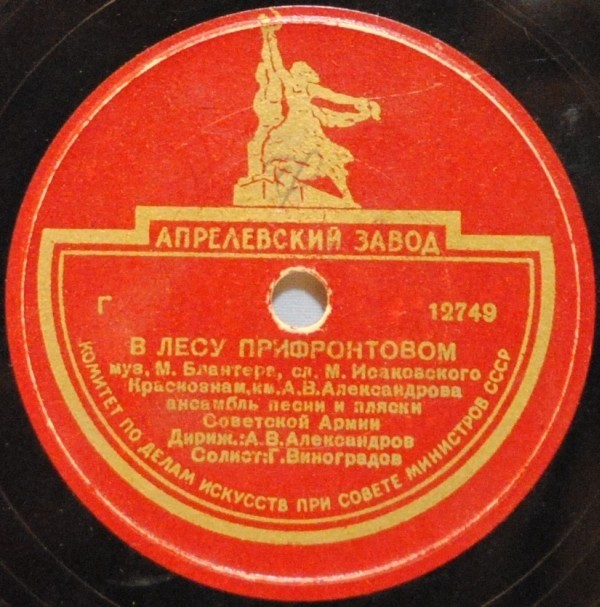 АПРЕЛЕВСКИЙ ЗАВОД
Г 12749
В ЛЕСУ ПРИФРОНТОВОМ
муз. М. Блантера, сл. М. Исаковского
Краснознам. им. А.В.Александрова
ансамбль песни и пляски
Советской Армии
Дириж.: А.В.Александров
Солист: Г.Виноградов
КОМИТЕТ ПО ДЕЛАМ ИСКУССТВ ПРИ СОВЕТЕ МИНИСТРОВ СССР